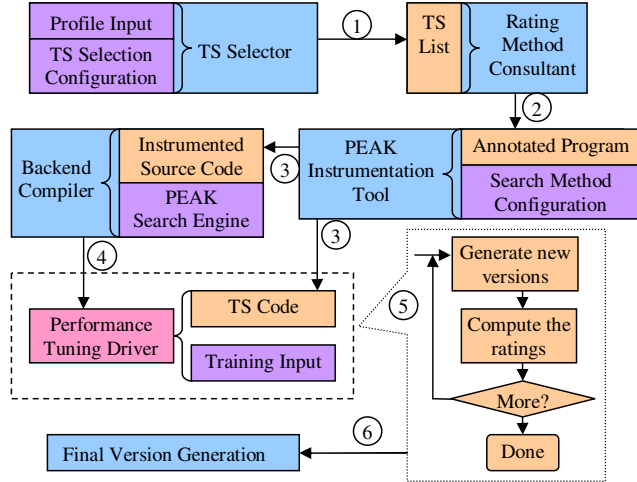 Profile Input
TS Selection
Configuration
TS Selector
1
TS
List
Rating
Method
Consultant
2
Backend
Compiler
Instrumented
Source Code
PEAK
Search Engine
3
PEAK
Instrumentation
Tool
Annotated Program
Search Method
Configuration
3
4
Performance
Tuning Driver
TS Code
Training Input
5
Generate new
versions
Compute the
ratings
More?
Done
6
Final Version Generation